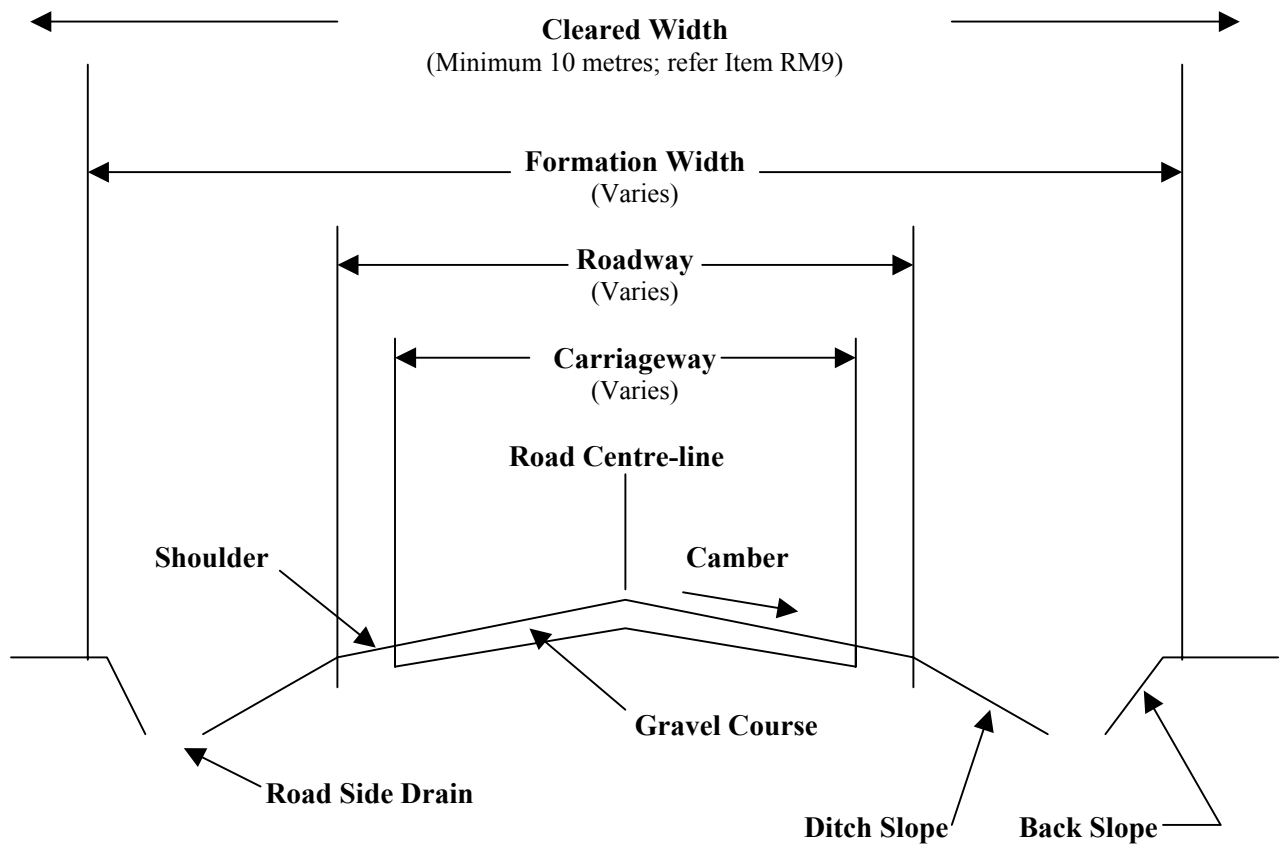 Cleared Width
(Minimum 10 metres; refer Item RM9)
Formation Width
(Varies)
Roadway
(Varies)
Carriageway
(Varies)
Road Centre-line
Shoulder
Camber
Gravel Course
Road Side Drain
Ditch Slope
Back Slope